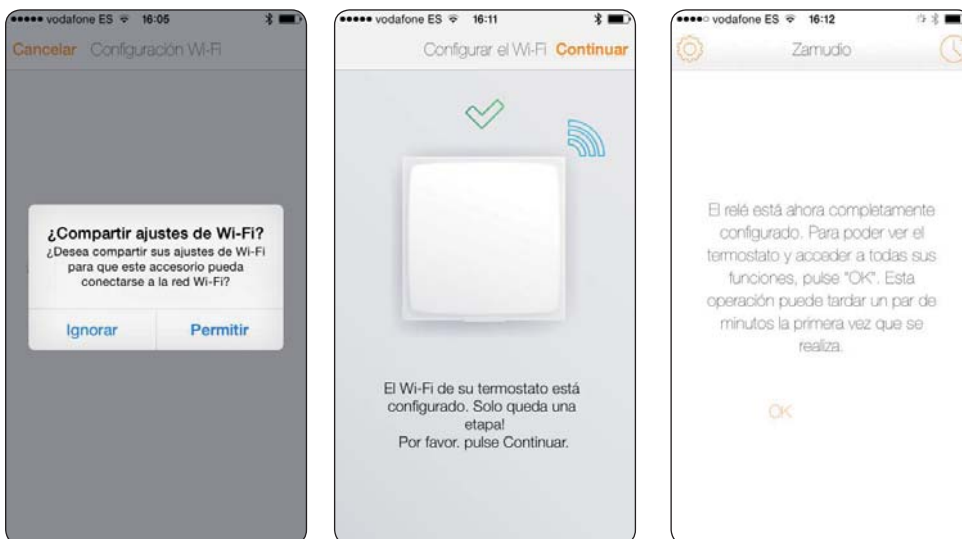 vodafone ES 16:05
Cancelar Configuración Wi-Fi
¿Compartir ajustes de Wi-Fi?
¿Desea compartir sus ajustes de Wi-Fi
para que este accesorio pueda
conectarse a la red Wi-Fi?
Ignorar Permitir
vodafone ES 16:11
Configurar el Wi-Fi Continuar
El Wi-Fi de su termostato está
configurado. Solo queda una
etapa!
Por favor. pulse Continuar.
vodafone ES 16:12
Zamudio
El relé está ahora completamente
configurado. Para poder ver el
termostato y acceder a todas sus
funciones, pulse "OK". Esta
operación puede tardar un par de
minutos la primera vez que se
realiza.
OK